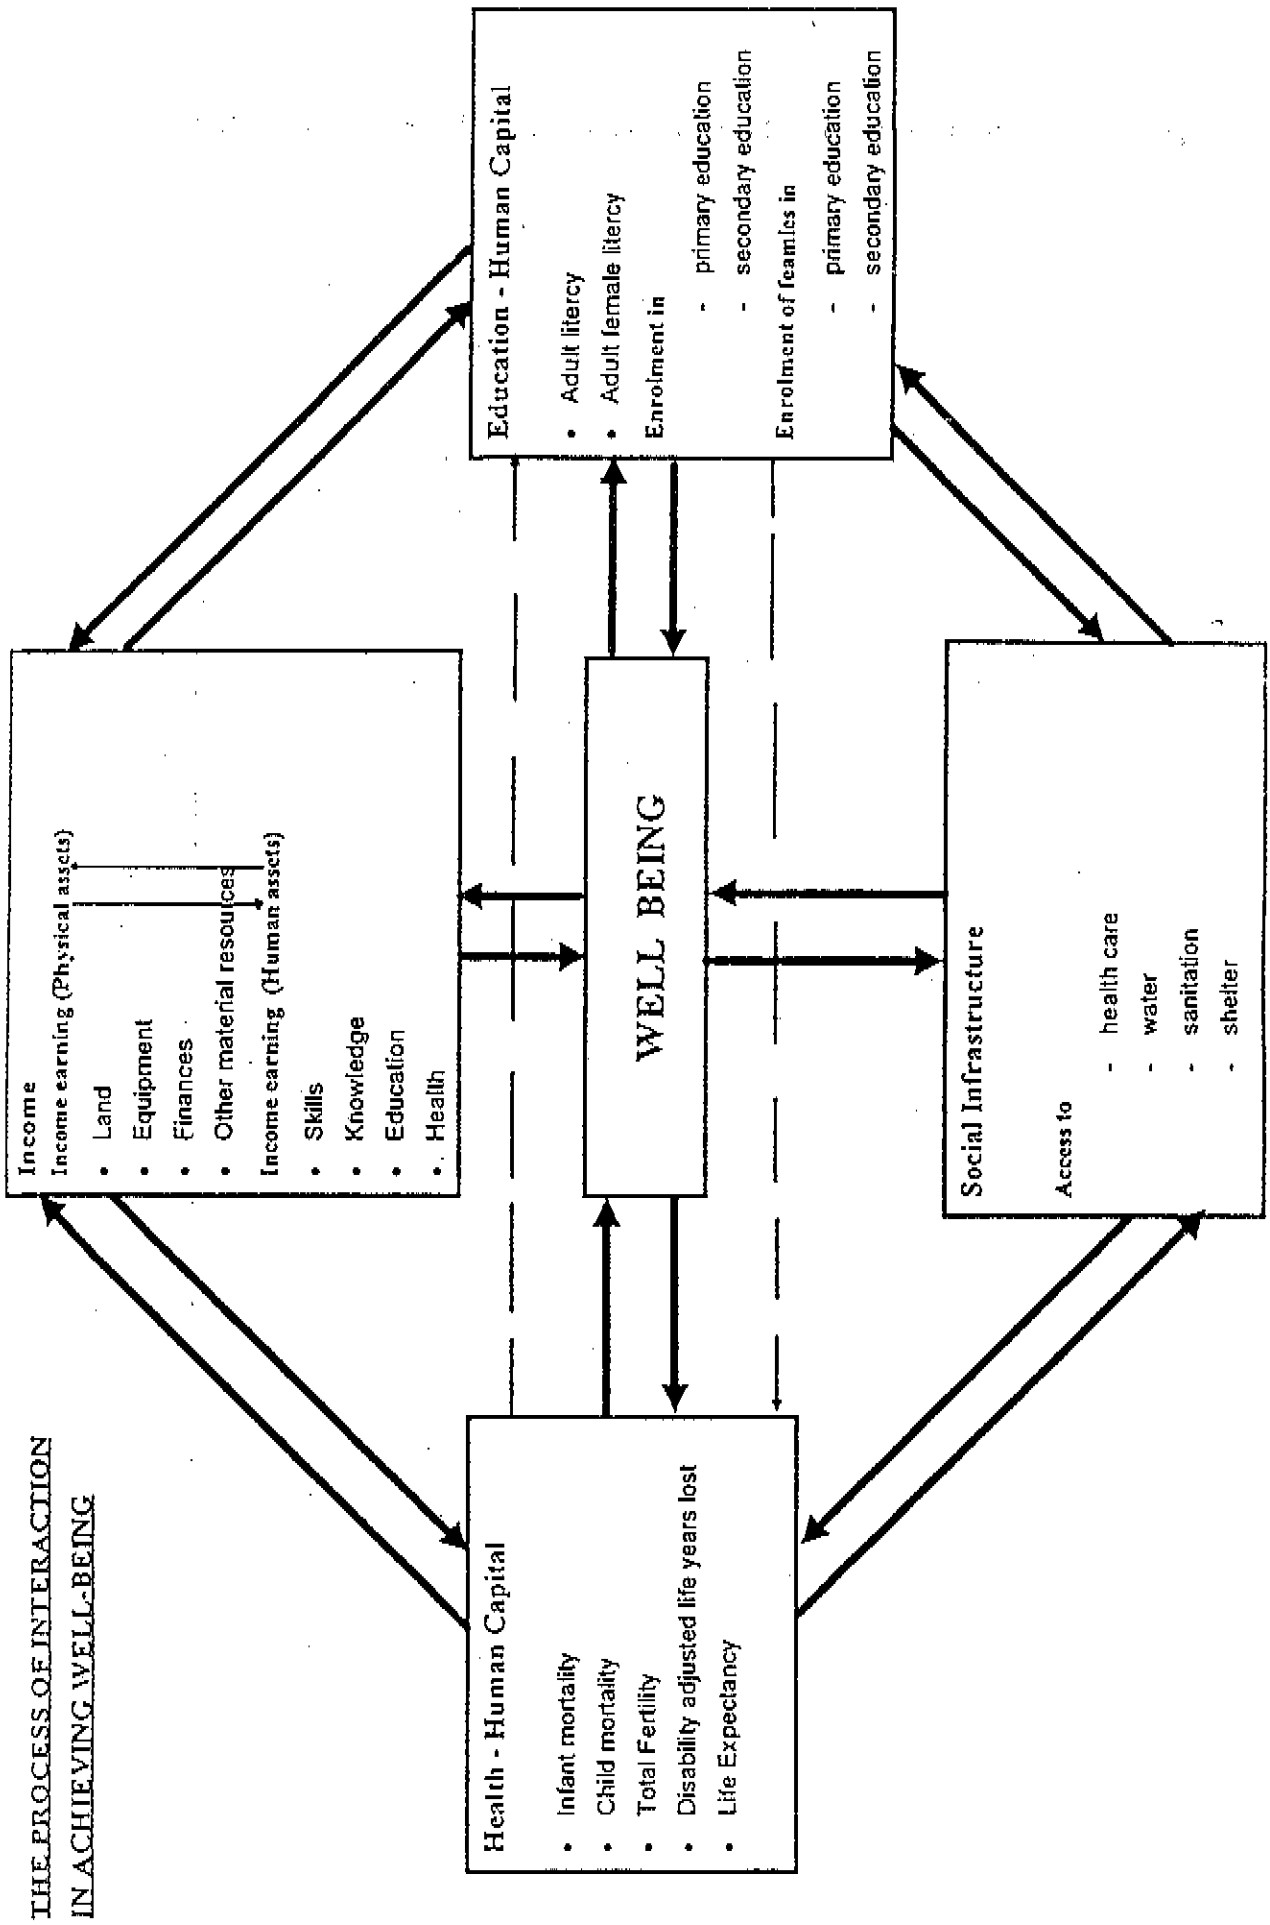 THE PROCESS OF INTERACTION
IN ACHIEVING WELL-BEING
Income
Income earning (Physical assets)
• Land
• Equipment
• Finances
• Other material resources
Income earning (Human assets)
• Skills
• Knowledge
• Education
• Health
Health - Human Capital
• Infant mortality
• Child mortality
• Total Fertility
• Disability adjusted life years lost
• Life Expectancy
WELL BEING
Education - Human Capital
• Adult litercy
• Adult female litercy
Enrolment in
- primary education
- secondary education
Enrolment of feamles in
- primary education
- secondary education
Social Infrastructure
Access to
- health care
- water
- sanitation
- shelter